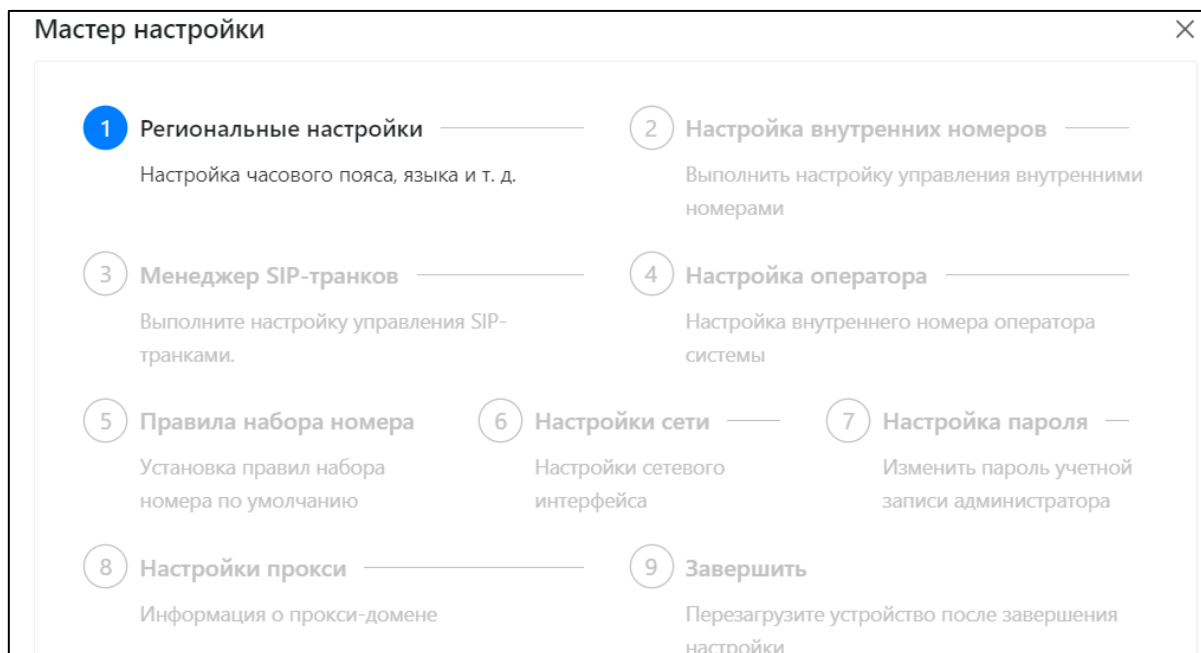 Мастер настройки
1 Региональные настройки
Настройка часового пояса, языка и т. д.
2 Настройка внутренних номеров
Выполнить настройку управления внутренними
номерами
3 Менеджер SIP-транков
Выполните настройку управления SIP-
транками.
4 Настройка оператора
Настройка внутреннего номера оператора
системы
5 Правила набора номера
Установка правил набора
номера по умолчанию
6 Настройки сети
Настройки сетевого
интерфейса
7 Настройка пароля
Изменить пароль учетной
записи администратора
8 Настройки прокси
Информация о прокси-домене
9 Завершить
Перезагрузите устройство после завершения
настройки